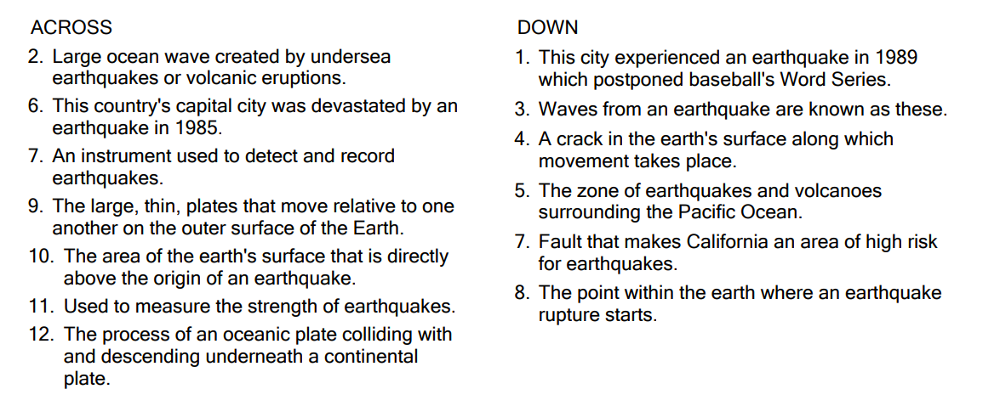 ACROSS
2. Large ocean wave created by undersea
earthquakes or volcanic eruptions.
6. This country's capital city was devastated by an
earthquake in 1985.
7. An instrument used to detect and record
earthquakes.
9. The large, thin, plates that move relative to one
another on the outer surface of the Earth.
10. The area of the earth's surface that is directly
above the origin of an earthquake.
11. Used to measure the strength of earthquakes.
12. The process of an oceanic plate colliding with
and descending underneath a continental
plate.
DOWN
1. This city experienced an earthquake in 1989
which postponed baseball's Word Series.
3. Waves from an earthquake are known as these.
4. A crack in the earth's surface along which
movement takes place.
5. The zone of earthquakes and volcanoes
surrounding the Pacific Ocean.
7. Fault that makes California an area of high risk
for earthquakes.
8. The point within the earth where an earthquake
rupture starts.